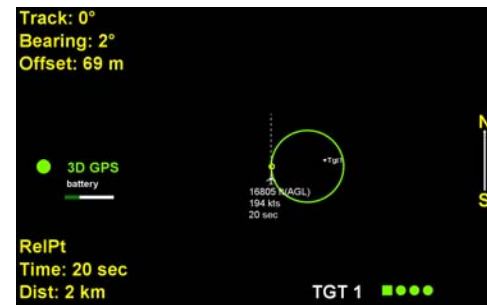 Track: 0°
Bearing: 2°
Offset: 69 m
N
Tgt1
3D GPS
battery
16805 ft(AGL)
194 kts
20 sec
S
RelPt
Time: 20 sec
Dist: 2 km
TGT 1